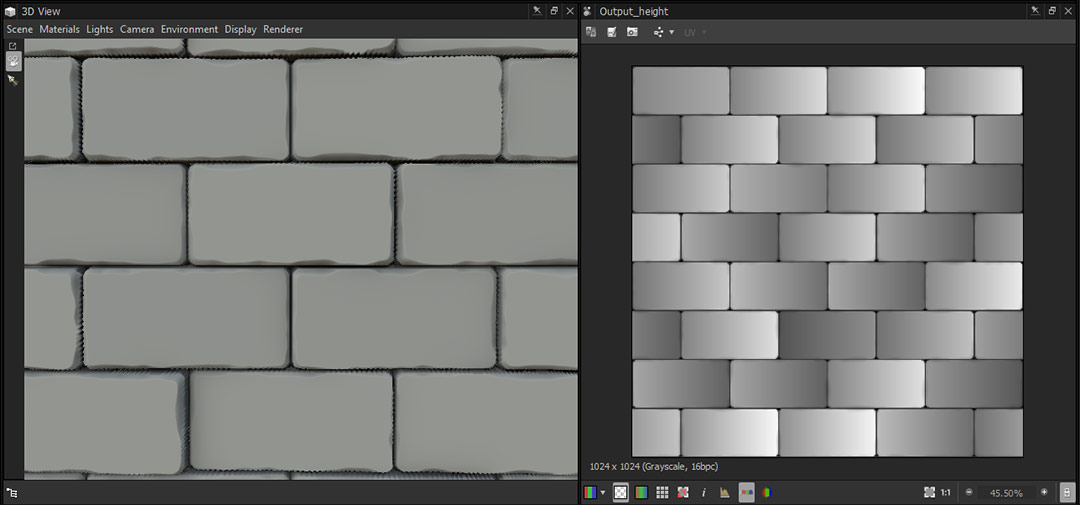 3D View
Scene Materials Lights Camera Environment Display Renderer
Output_height
UV
1024 x 1024 (Grayscale, 16bpc)
i
RGB
1:1
45.50%